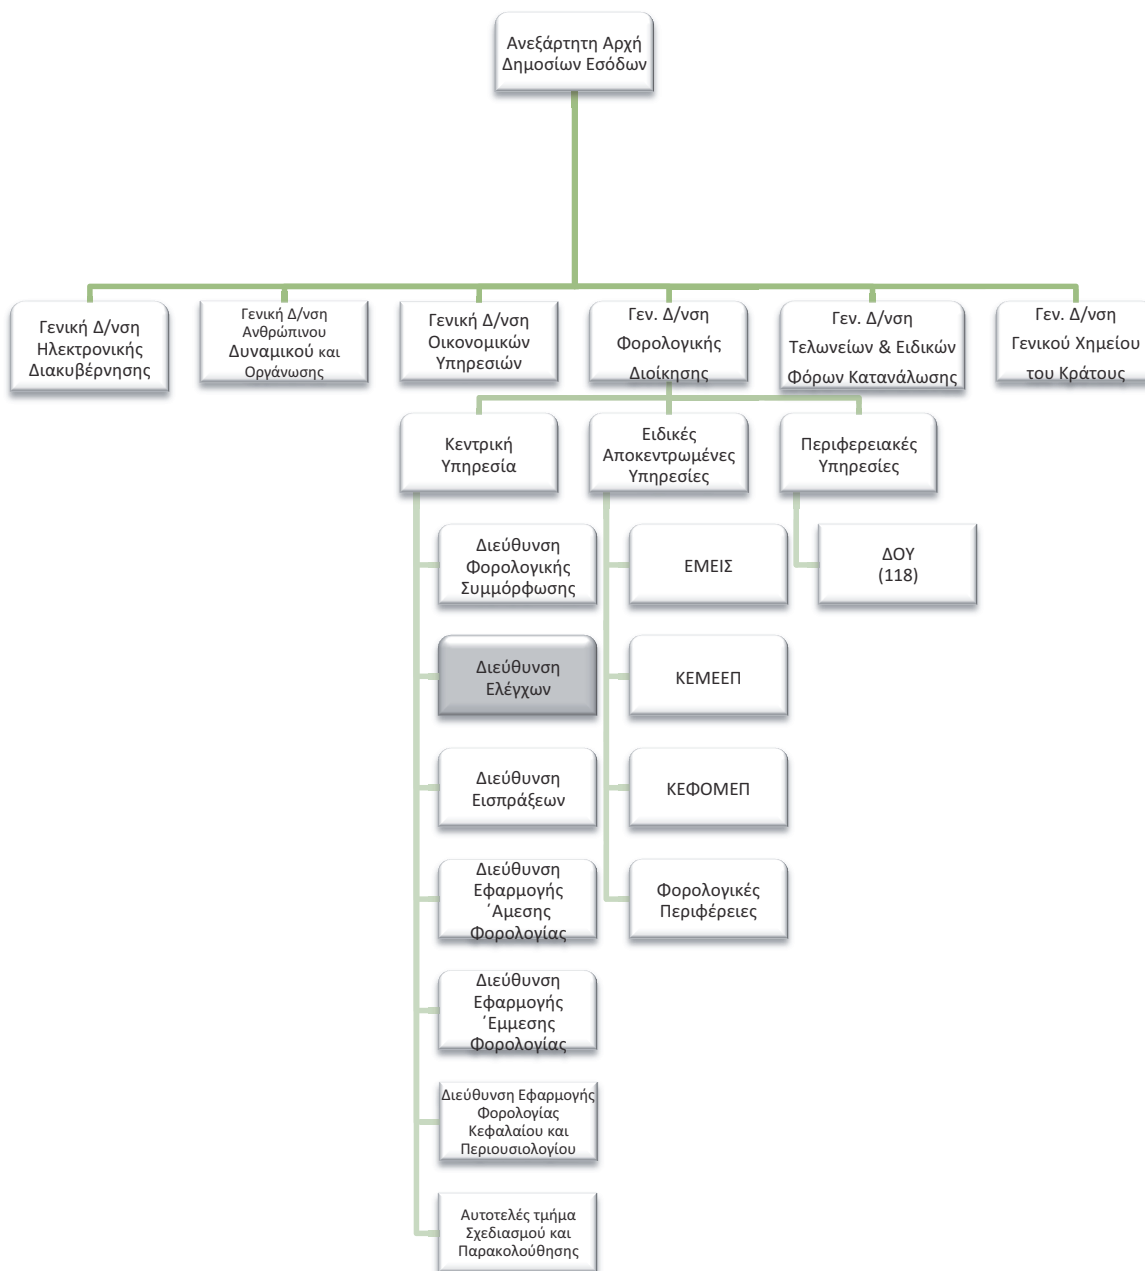 Ανεξάρτητη Αρχή
Δημοσίων Εσόδων
Γενική Δ/νση
Ηλεκτρονικής
Διακυβέρνησης
Γενική Δ/νση
Ανθρώπινου
Δυναμικού και
Οργάνωσης
Γενική Δ/νση
Οικονομικών
Υπηρεσιών
Γεν. Δ/νση
Φορολογικής
Διοίκησης
Γεν. Δ/νση
Τελωνείων & Ειδικών
Φόρων Κατανάλωσης
Γεν. Δ/νση
Γενικού Χημείου
του Κράτους
Κεντρική
Υπηρεσία
Ειδικές
Αποκεντρωμένες
Υπηρεσίες
Περιφερειακές
Υπηρεσίες
Διεύθυνση
Φορολογικής
Συμμόρφωσης
Διεύθυνση
Ελέγχων
Διεύθυνση
Εισπράξεων
Διεύθυνση
Εφαρμογής
΄Αμεσης
Φορολογίας
Διεύθυνση
Εφαρμογής
΄Εμμεσης
Φορολογίας
Διεύθυνση Εφαρμογής
Φορολογίας
Κεφαλαίου και
Περιουσιολογίου
Αυτοτελές τμήμα
Σχεδιασμού και
Παρακολούθησης
ΕΜΕΙΣ
ΚΕΜΕΕΠ
ΚΕΦΟΜΕΠ
Φορολογικές
Περιφέρειες
ΔΟΥ
(118)